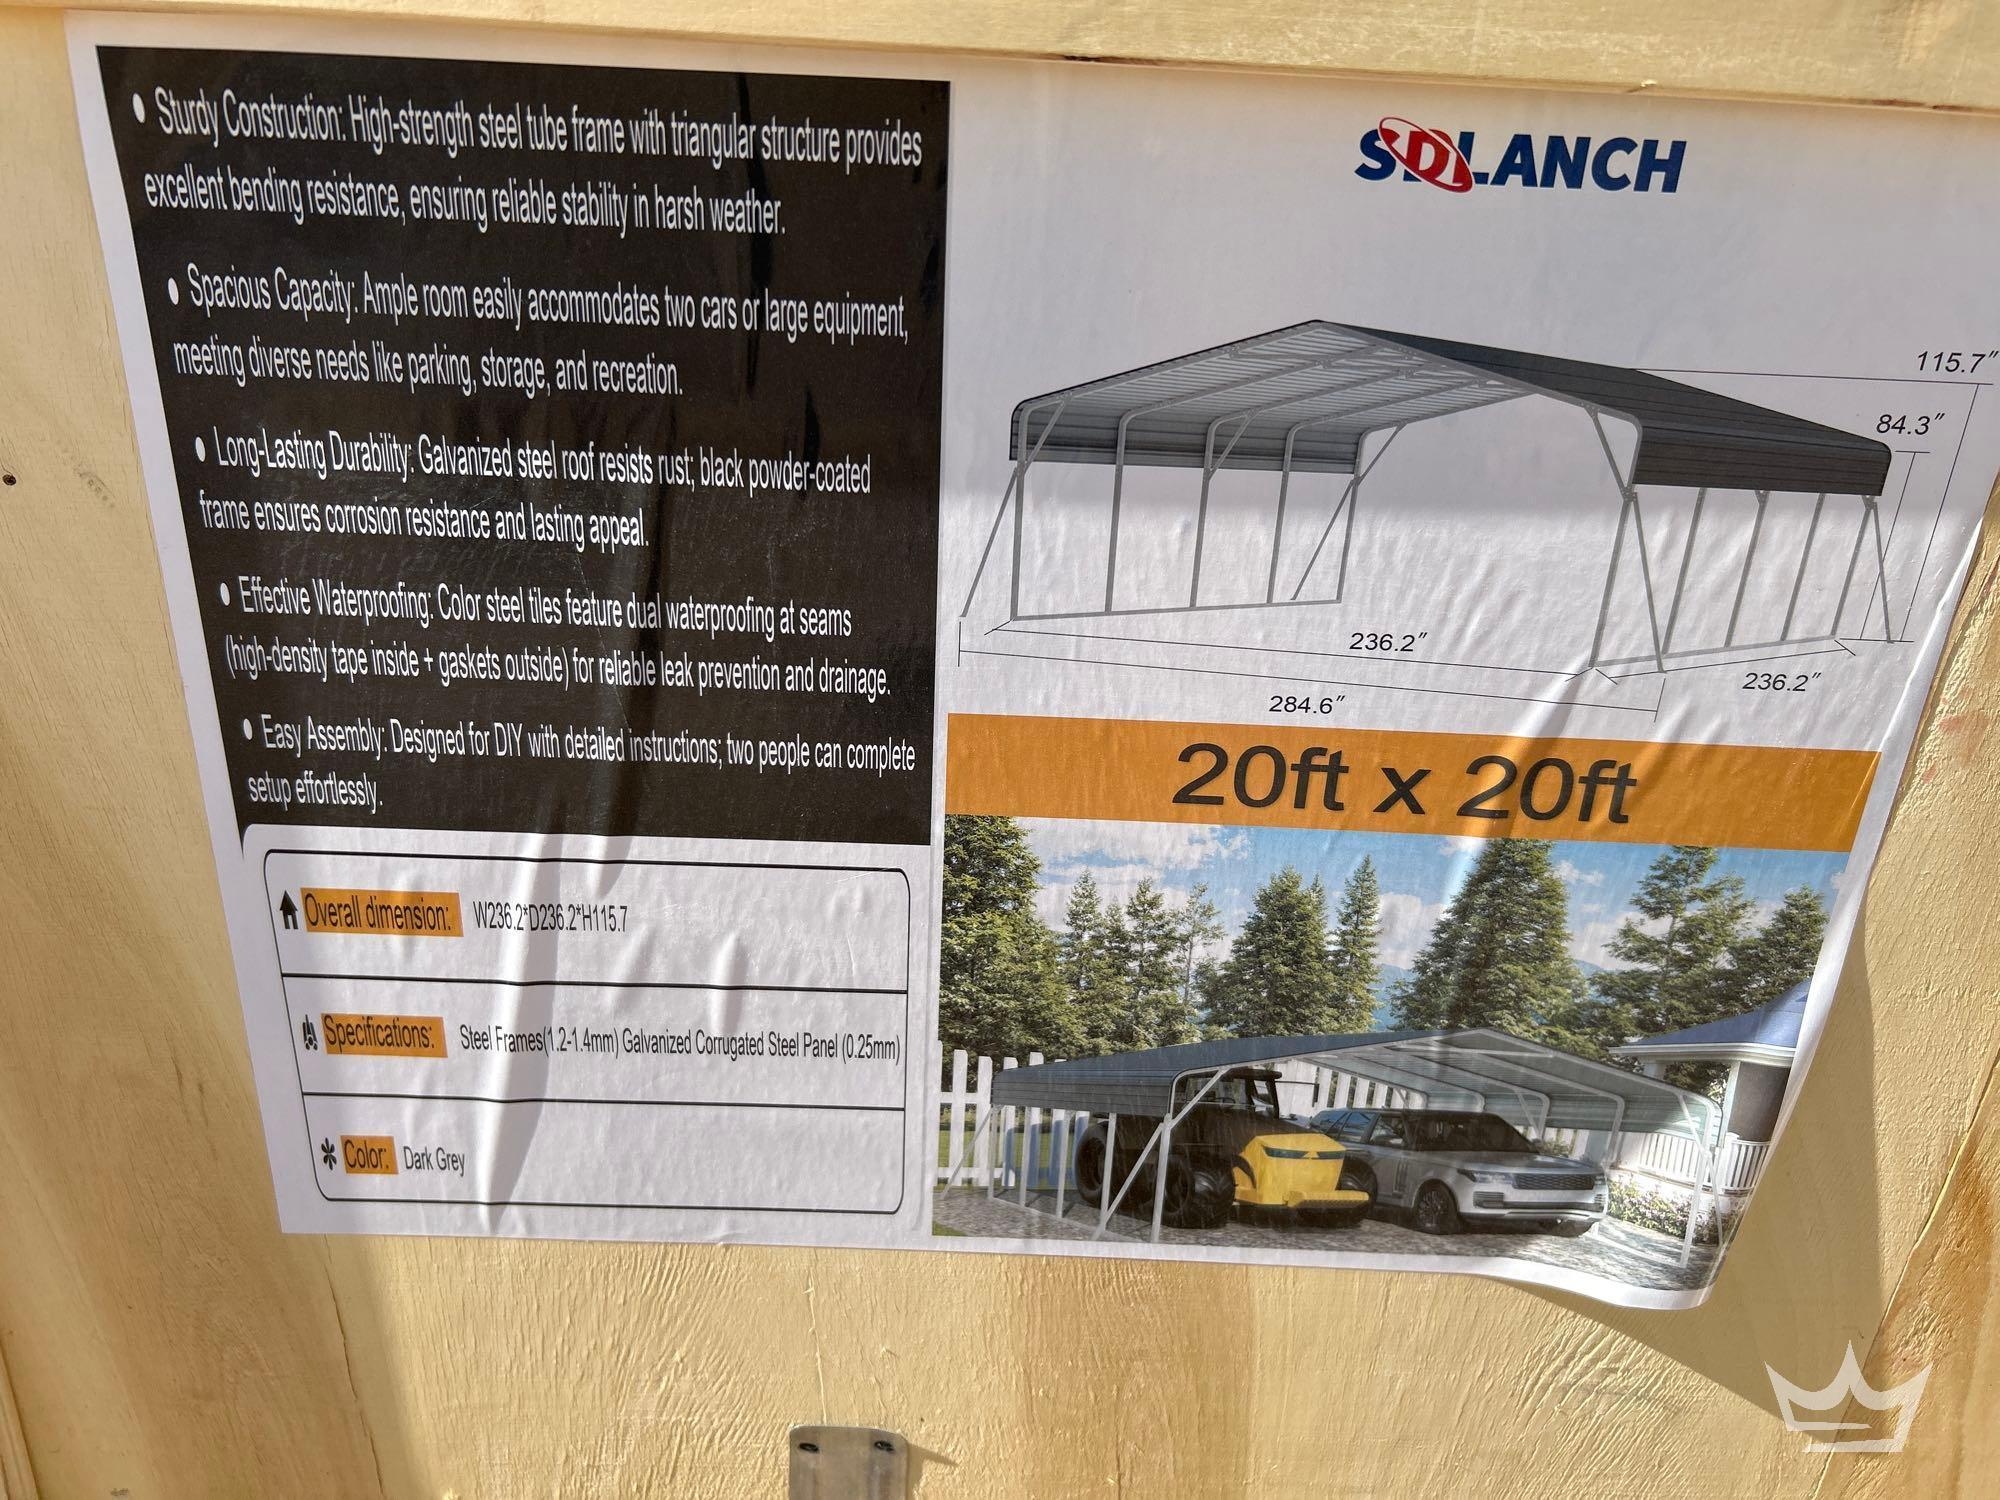 ● Sturdy Construction: High-strength steel tube frame with triangular structure provides
excellent bending resistance, ensuring reliable stability in harsh weather.
● Spacious Capacity: Ample room easily accommodates two cars or large equipment,
meeting diverse needs like parking, storage, and recreation.
● Long-Lasting Durability: Galvanized steel roof resists rust; black powder-coated
frame ensures corrosion resistance and lasting appeal.
● Effective Waterproofing: Color steel tiles feature dual waterproofing at seams
(high-density tape inside + gaskets outside) for reliable leak prevention and drainage.
● Easy Assembly: Designed for DIY with detailed instructions; two people can complete
setup effortlessly.
Overall dimension: W236.2*D236.2*H115.7
Specifications: Steel Frames(1.2-1.4mm) Galvanized Corrugated Steel Panel (0.25mm)
Color: Dark Grey
SDLANCH
115.7"
84.3"
236.2"
236.2"
284.6"
20ft x 20ft